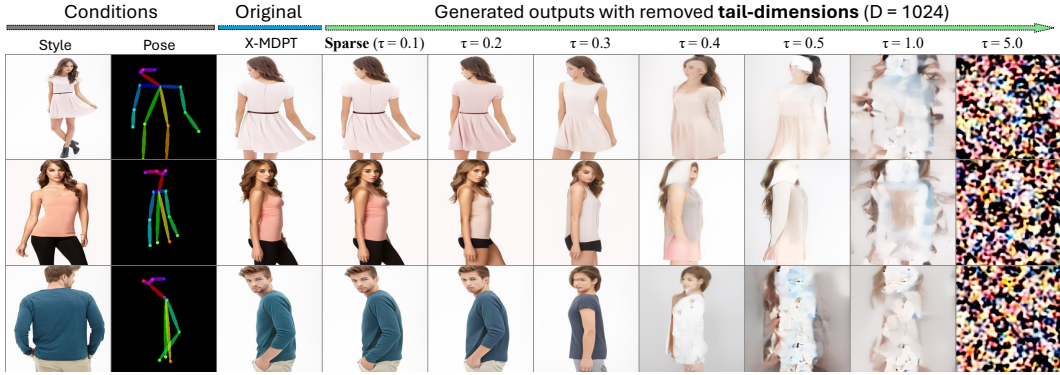 Conditions Original Generated outputs with removed tail-dimensions (D = 1024)
Style Pose X-MDPT Sparse (τ = 0.1) τ = 0.2 τ = 0.3 τ = 0.4 τ = 0.5 τ = 1.0 τ = 5.0